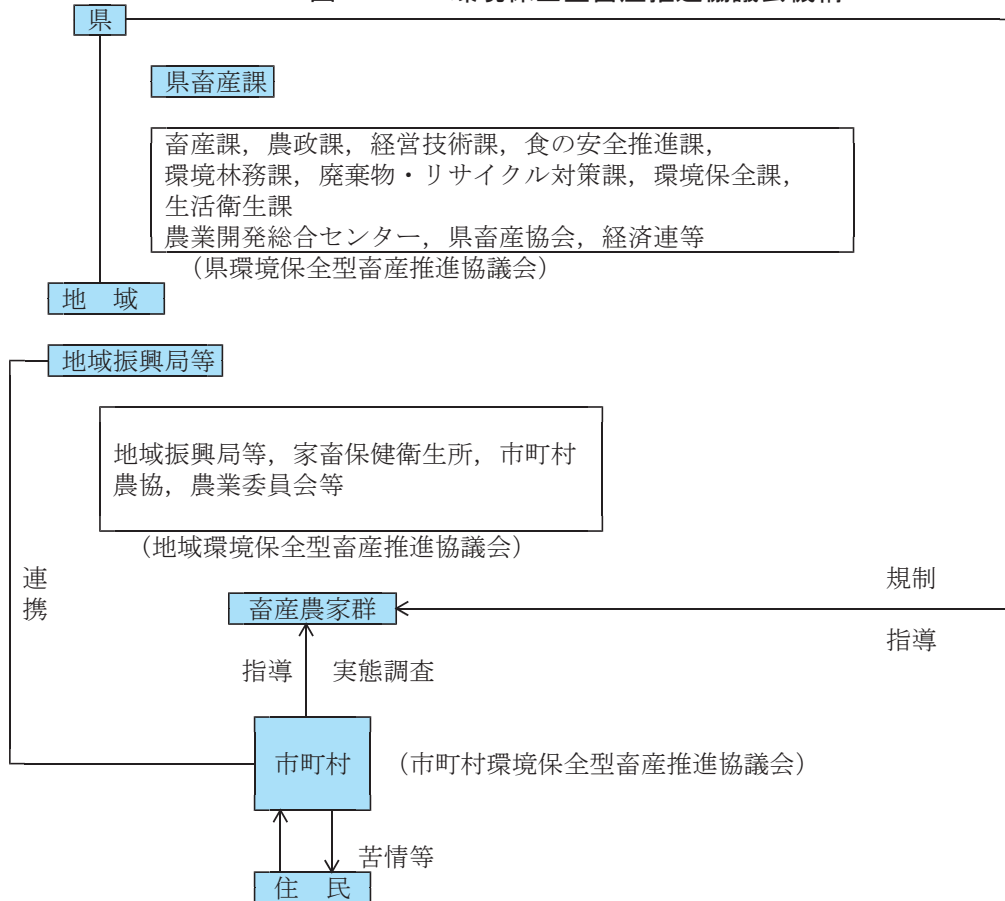 県
県畜産課
畜産課，農政課，経営技術課，食の安全推進課，
環境林務課，廃棄物・リサイクル対策課，環境保全課，
生活衛生課
農業開発総合センター，県畜産協会，経済連等
（県環境保全型畜産推進協議会）
地　域
地域振興局等
地域振興局等，家畜保健衛生所，市町村
農協，農業委員会等
（地域環境保全型畜産推進協議会）
連
携
規制
畜産農家群
指導
指導　実態調査
市町村　（市町村環境保全型畜産推進協議会）
苦情等
住　民